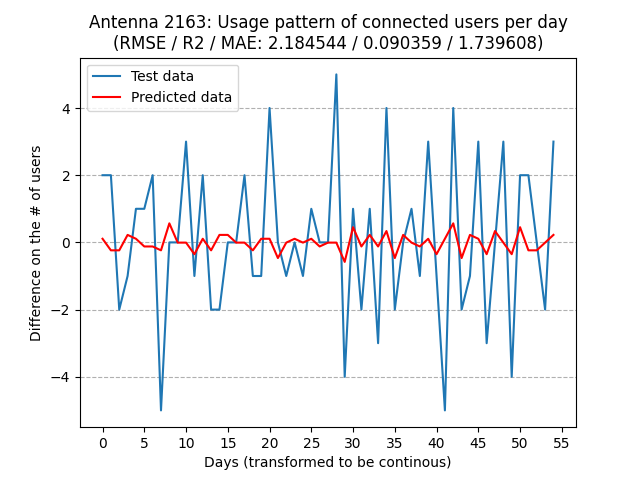 Antenna 2163: Usage pattern of connected users per day
(RMSE / R2 / MAE: 2.184544 / 0.090359 / 1.739608)
Test data
Predicted data
4
2
0
−2
−4
Difference on the # of users
0 5 10 15 20 25 30 35 40 45 50 55
Days (transformed to be continous)